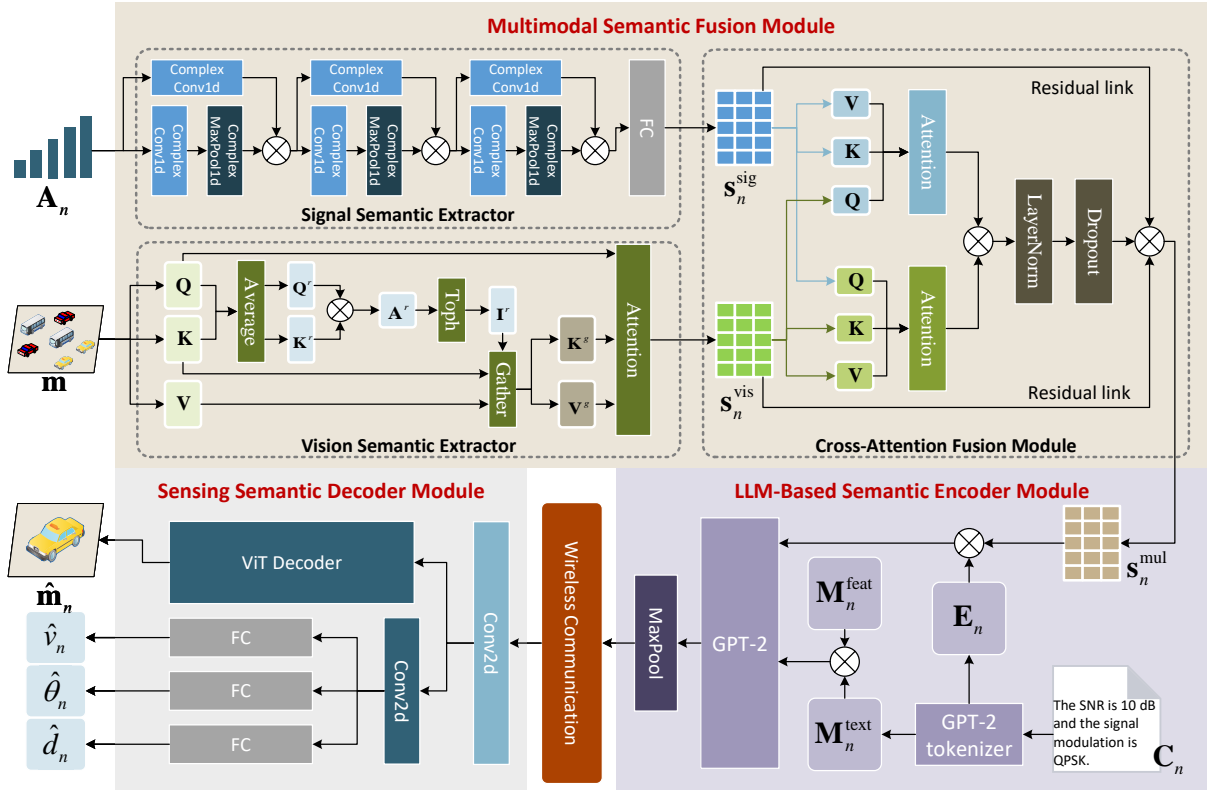 Multimodal Semantic Fusion Module
Complex
Conv1d
Complex
Conv1d
Complex
Conv1d
Complex
Conv1d
Complex
MaxPool1d
Complex
Conv1d
Complex
MaxPool1d
Complex
Conv1d
Complex
MaxPool1d
FC
A_n
Signal Semantic Extractor
s_n^sig
V
K
Q
Attention
Residual link
LayerNorm
Dropout
Q
K
V
Attention
Residual link
s_n^vis
Cross-Attention Fusion Module
m
Q
K
V
Average
Q^r
K^r
A^r
Toph
I^r
Gather
K^g
V^g
Attention
Vision Semantic Extractor
Sensing Semantic Decoder Module
ViT Decoder
m̂_n
v̂_n
θ̂_n
d̂_n
FC
FC
FC
Conv2d
Conv2d
Wireless Communication
LLM-Based Semantic Encoder Module
MaxPool
GPT-2
M_n^feat
M_n^text
E_n
s_n^mul
GPT-2
tokenizer
The SNR is 10 dB
and the signal
modulation is
QPSK.
C_n